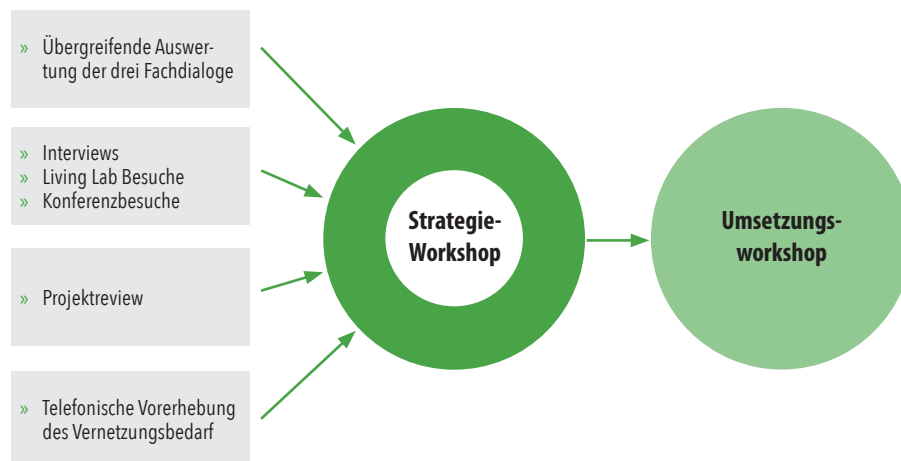 » Übergreifende Auswer-
tung der drei Fachdialoge
» Interviews
» Living Lab Besuche
» Konferenzbesuche
» Projektreview
» Telefonische Vorerhebung
des Vernetzungsbedarf
Strategie-
Workshop
Umsetzungs-
workshop